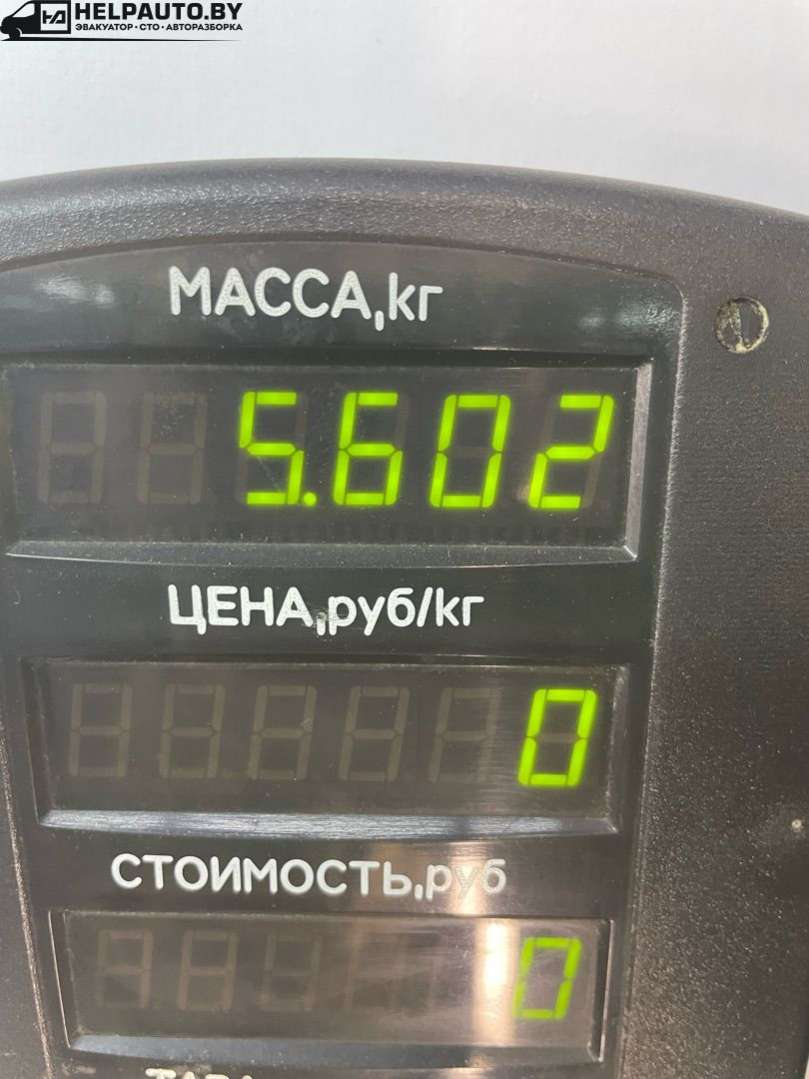 HELPAUTO.BY
ЭВАКУАТОР • СТО • АВТОРАЗБОРКА
МАССА,кг
5.602
ЦЕНА,руб/кг
0
СТОИМОСТЬ,руб
0